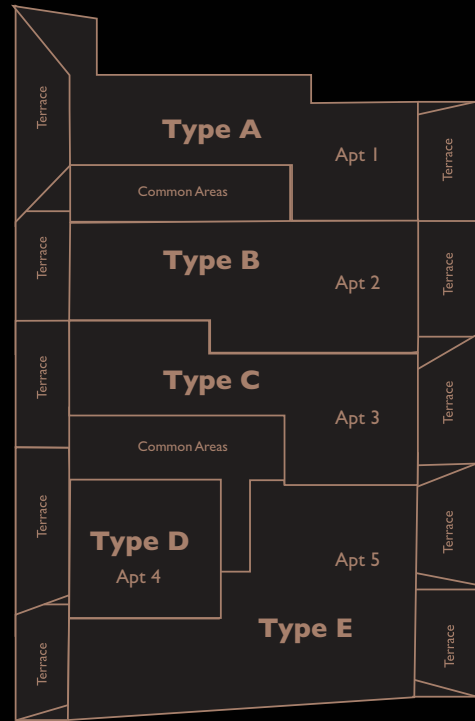 Terrace
Type A
Apt 1
Terrace
Common Areas
Terrace
Type B
Apt 2
Terrace
Terrace
Type C
Apt 3
Terrace
Common Areas
Terrace
Type D
Apt 4
Apt 5
Terrace
Type E
Terrace
Terrace